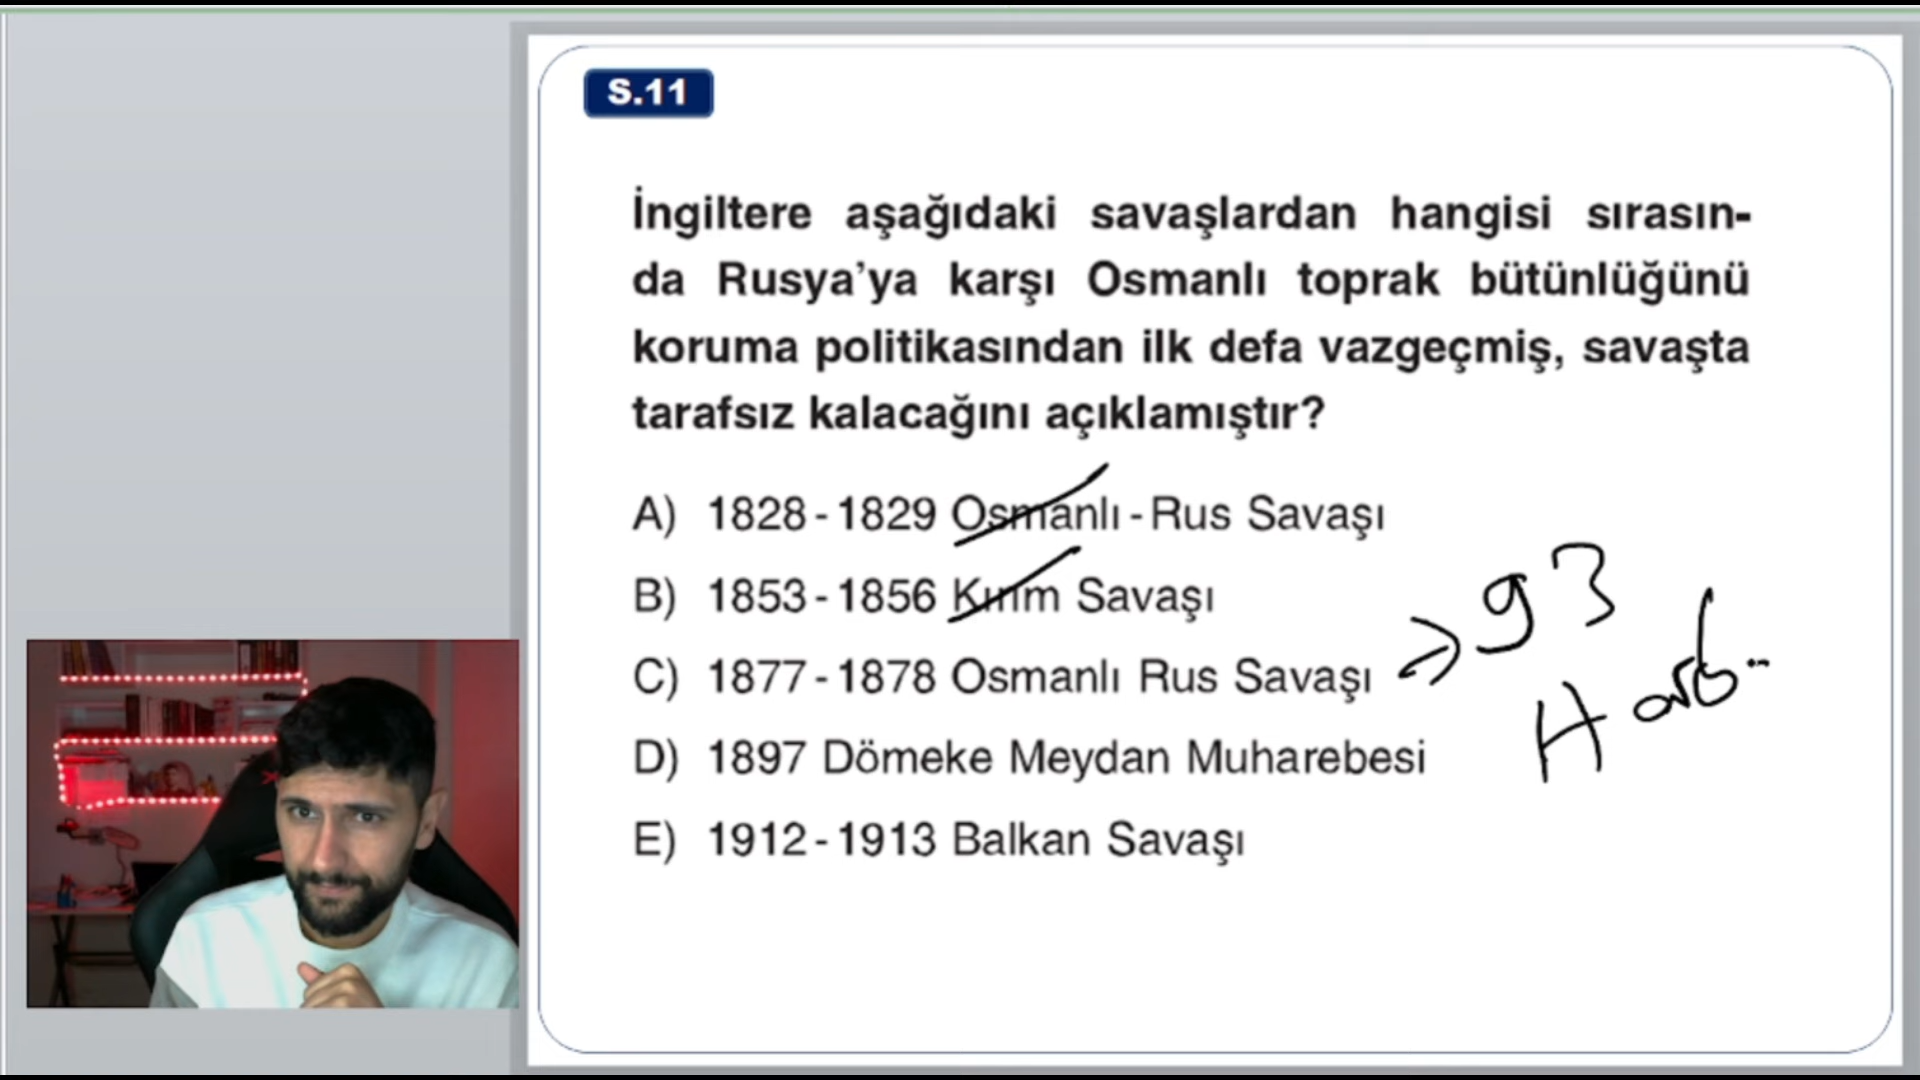 S.11
İngiltere aşağıdaki savaşlardan hangisi sırasın-
da Rusya'ya karşı Osmanlı toprak bütünlüğünü
koruma politikasından ilk defa vazgeçmiş, savaşta
tarafsız kalacağını açıklamıştır?
A) 1828 - 1829 Osmanlı - Rus Savaşı
B) 1853 - 1856 Kırım Savaşı
C) 1877 - 1878 Osmanlı Rus Savaşı
D) 1897 Dömeke Meydan Muharebesi
E) 1912 - 1913 Balkan Savaşı
→ 93
Harb..